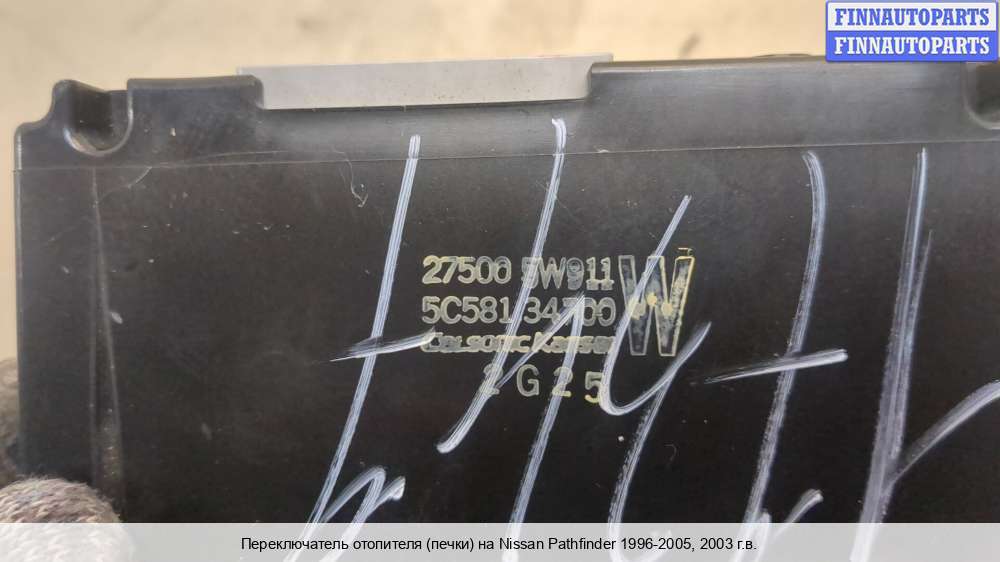 FINNAUTOPARTS
FINNAUTOPARTS
27500 5W911
5C581 34700
W
Calsonic Kansei
2G25
Переключатель отопителя (печки) на Nissan Pathfinder 1996-2005, 2003 г.в.